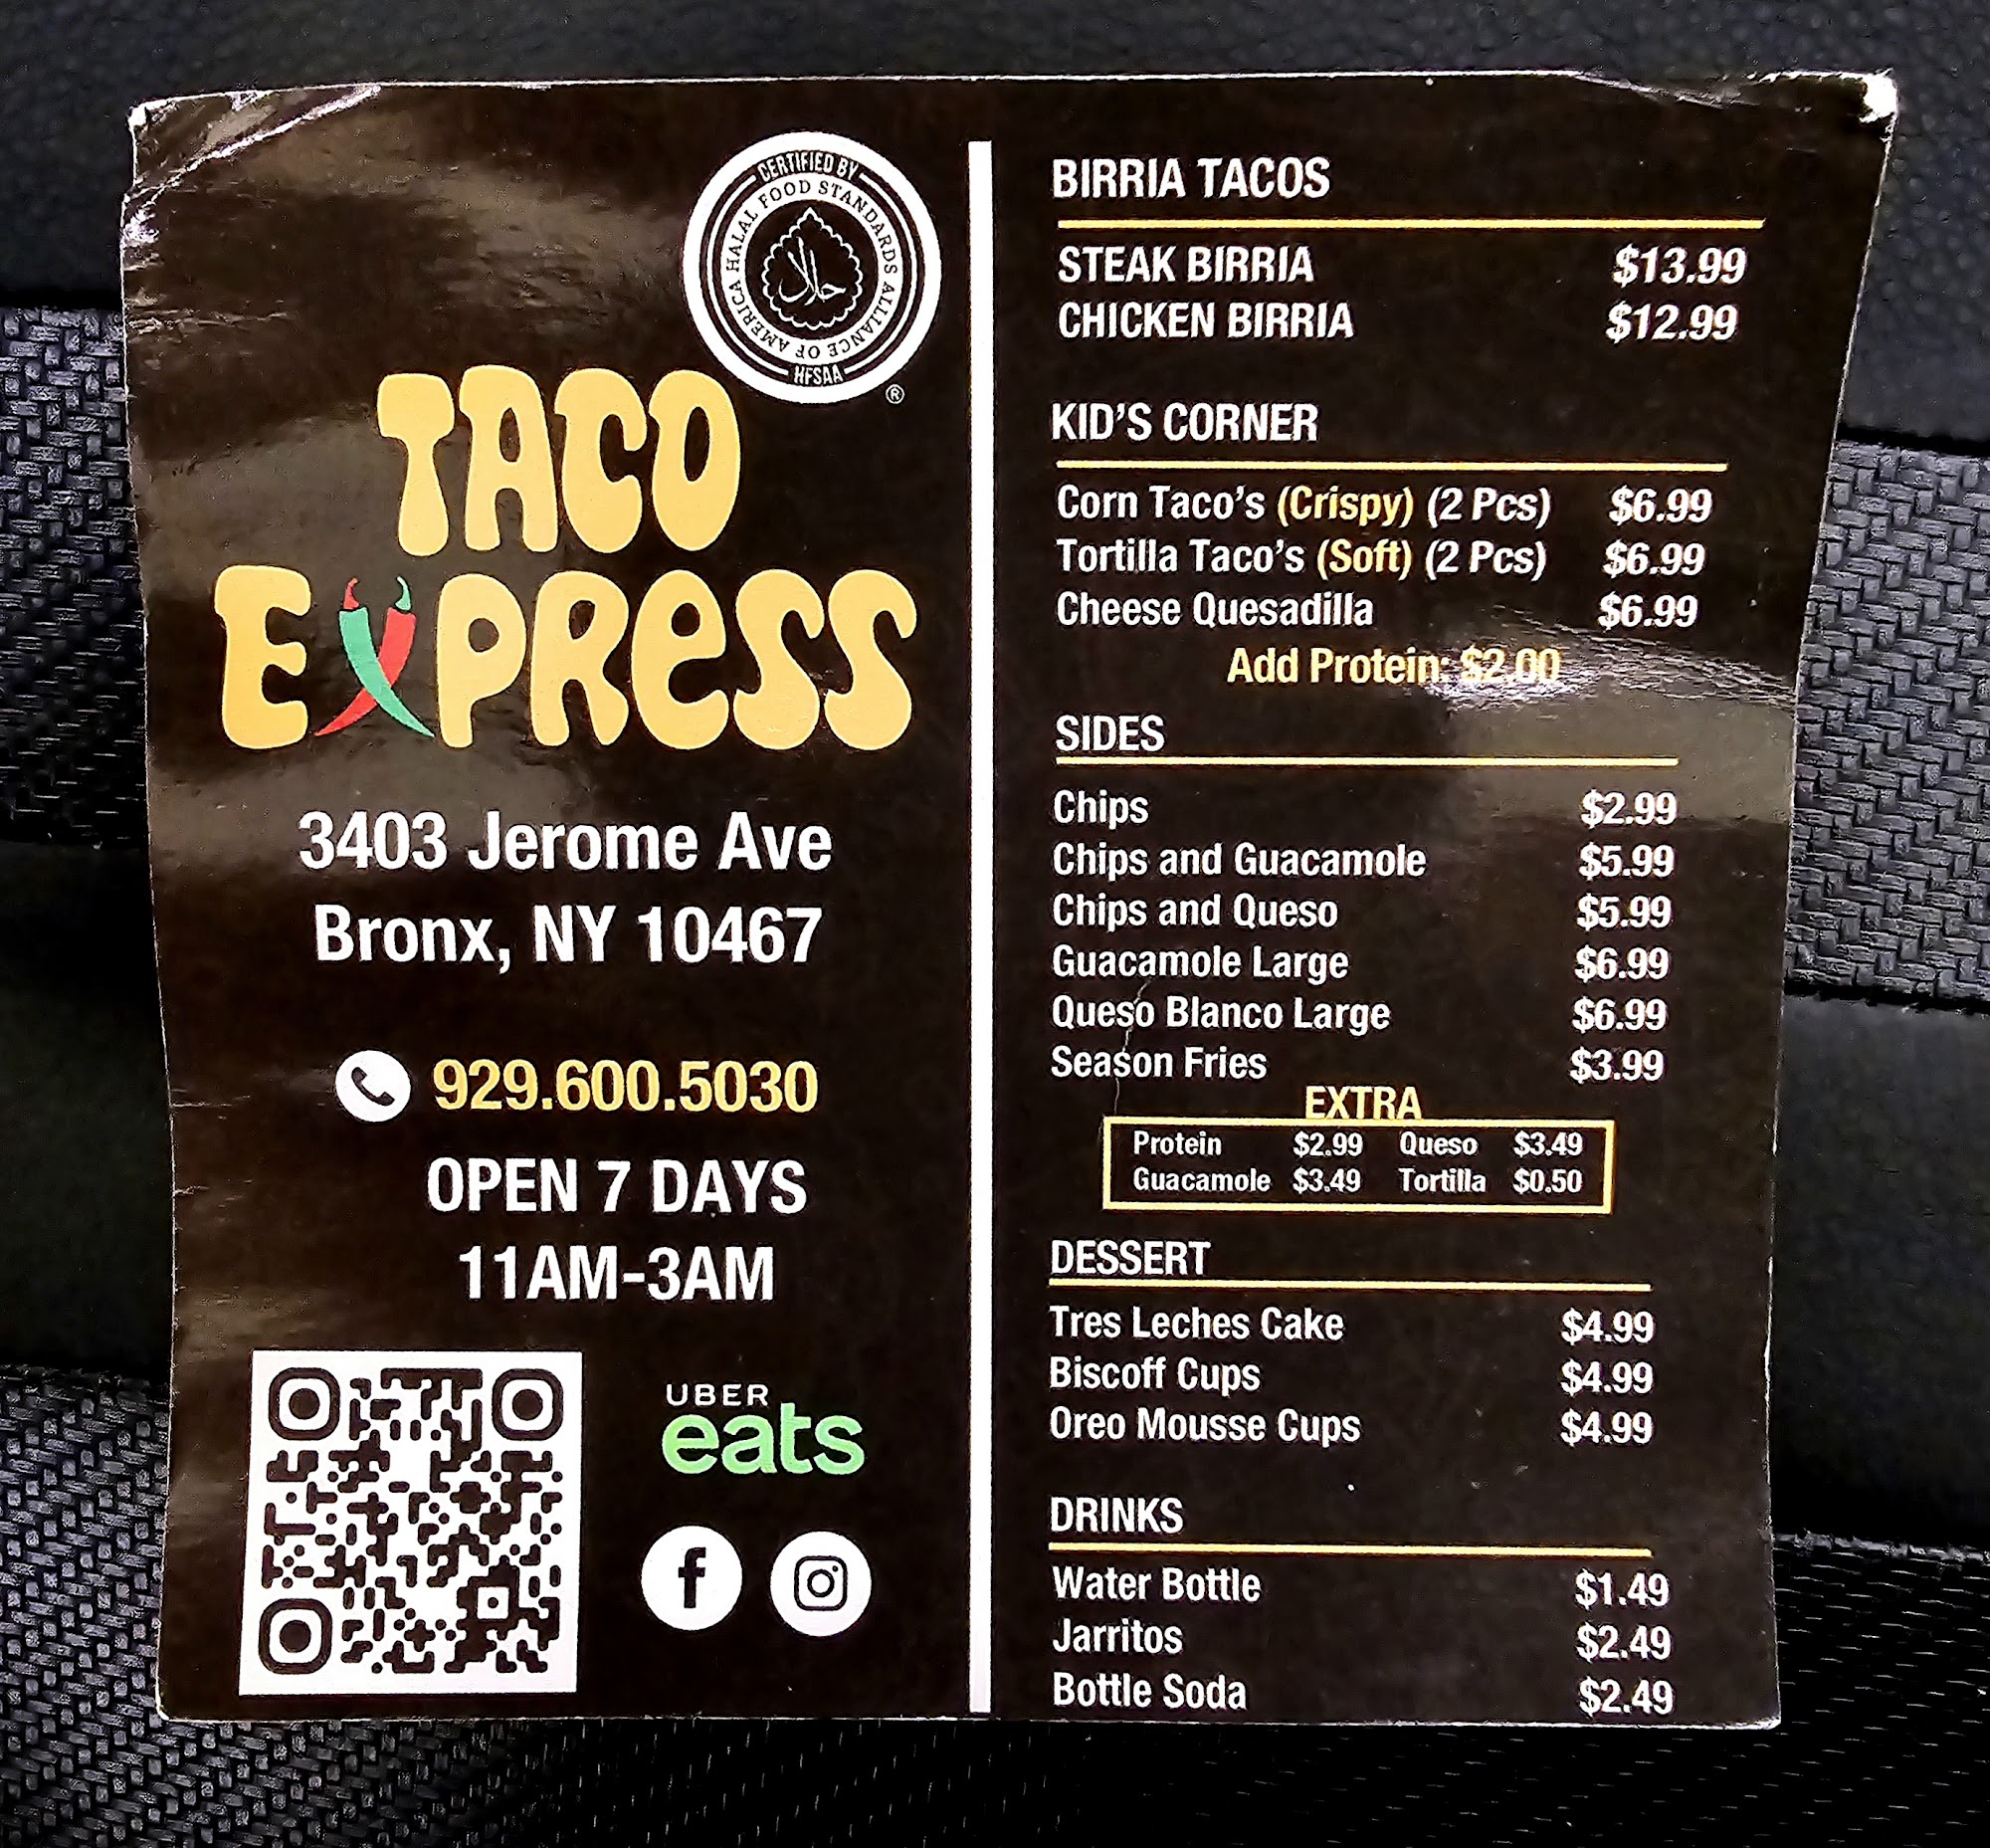 CERTIFIED BY
HALAL FOOD STANDARDS ALLIANCE OF AMERICA
حلال
HFSAA
®
TACO
EXPRESS
3403 Jerome Ave
Bronx, NY 10467
929.600.5030
OPEN 7 DAYS
11AM-3AM
UBER
eats
f
BIRRIA TACOS
STEAK BIRRIA $13.99
CHICKEN BIRRIA $12.99
KID'S CORNER
Corn Taco's (Crispy) (2 Pcs) $6.99
Tortilla Taco's (Soft) (2 Pcs) $6.99
Cheese Quesadilla $6.99
Add Protein: $2.00
SIDES
Chips $2.99
Chips and Guacamole $5.99
Chips and Queso $5.99
Guacamole Large $6.99
Queso Blanco Large $6.99
Season Fries $3.99
EXTRA
Protein $2.99 Queso $3.49
Guacamole $3.49 Tortilla $0.50
DESSERT
Tres Leches Cake $4.99
Biscoff Cups $4.99
Oreo Mousse Cups $4.99
DRINKS
Water Bottle $1.49
Jarritos $2.49
Bottle Soda $2.49